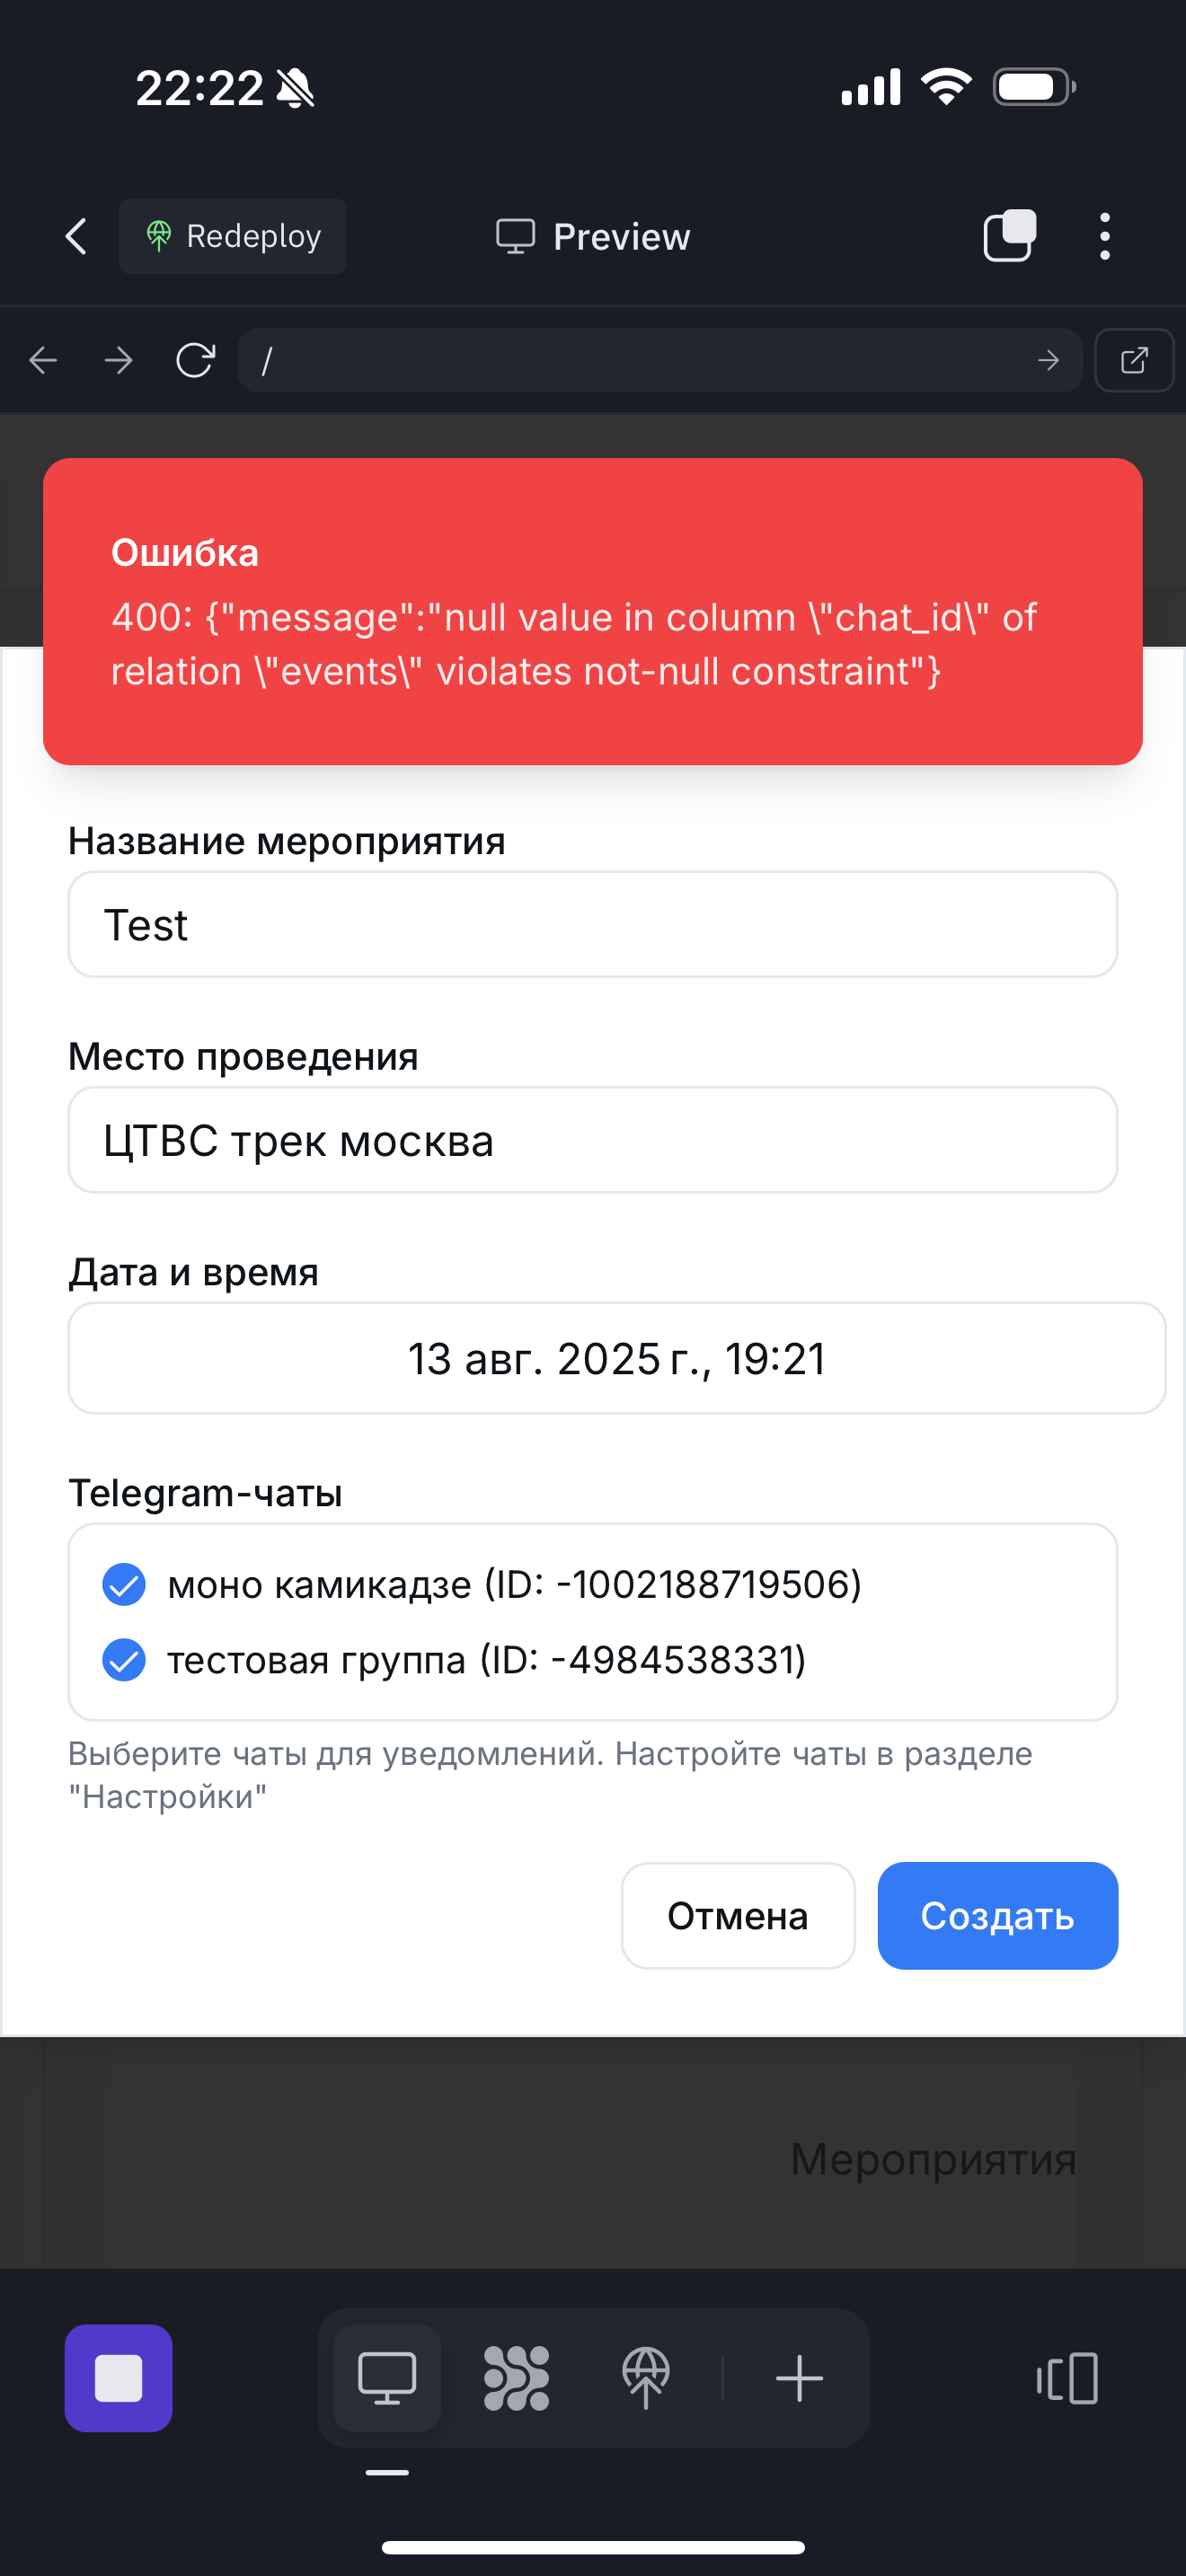 22:22
Redeploy
Preview
/
Ошибка
400: {"message":"null value in column \"chat_id\" of
relation \"events\" violates not-null constraint"}
Название мероприятия
Test
Место проведения
ЦТВС трек москва
Дата и время
13 авг. 2025 г., 19:21
Telegram-чаты
моно камикадзе (ID: -1002188719506)
тестовая группа (ID: -4984538331)
Выберите чаты для уведомлений. Настройте чаты в разделе
"Настройки"
Отмена
Создать
Мероприятия